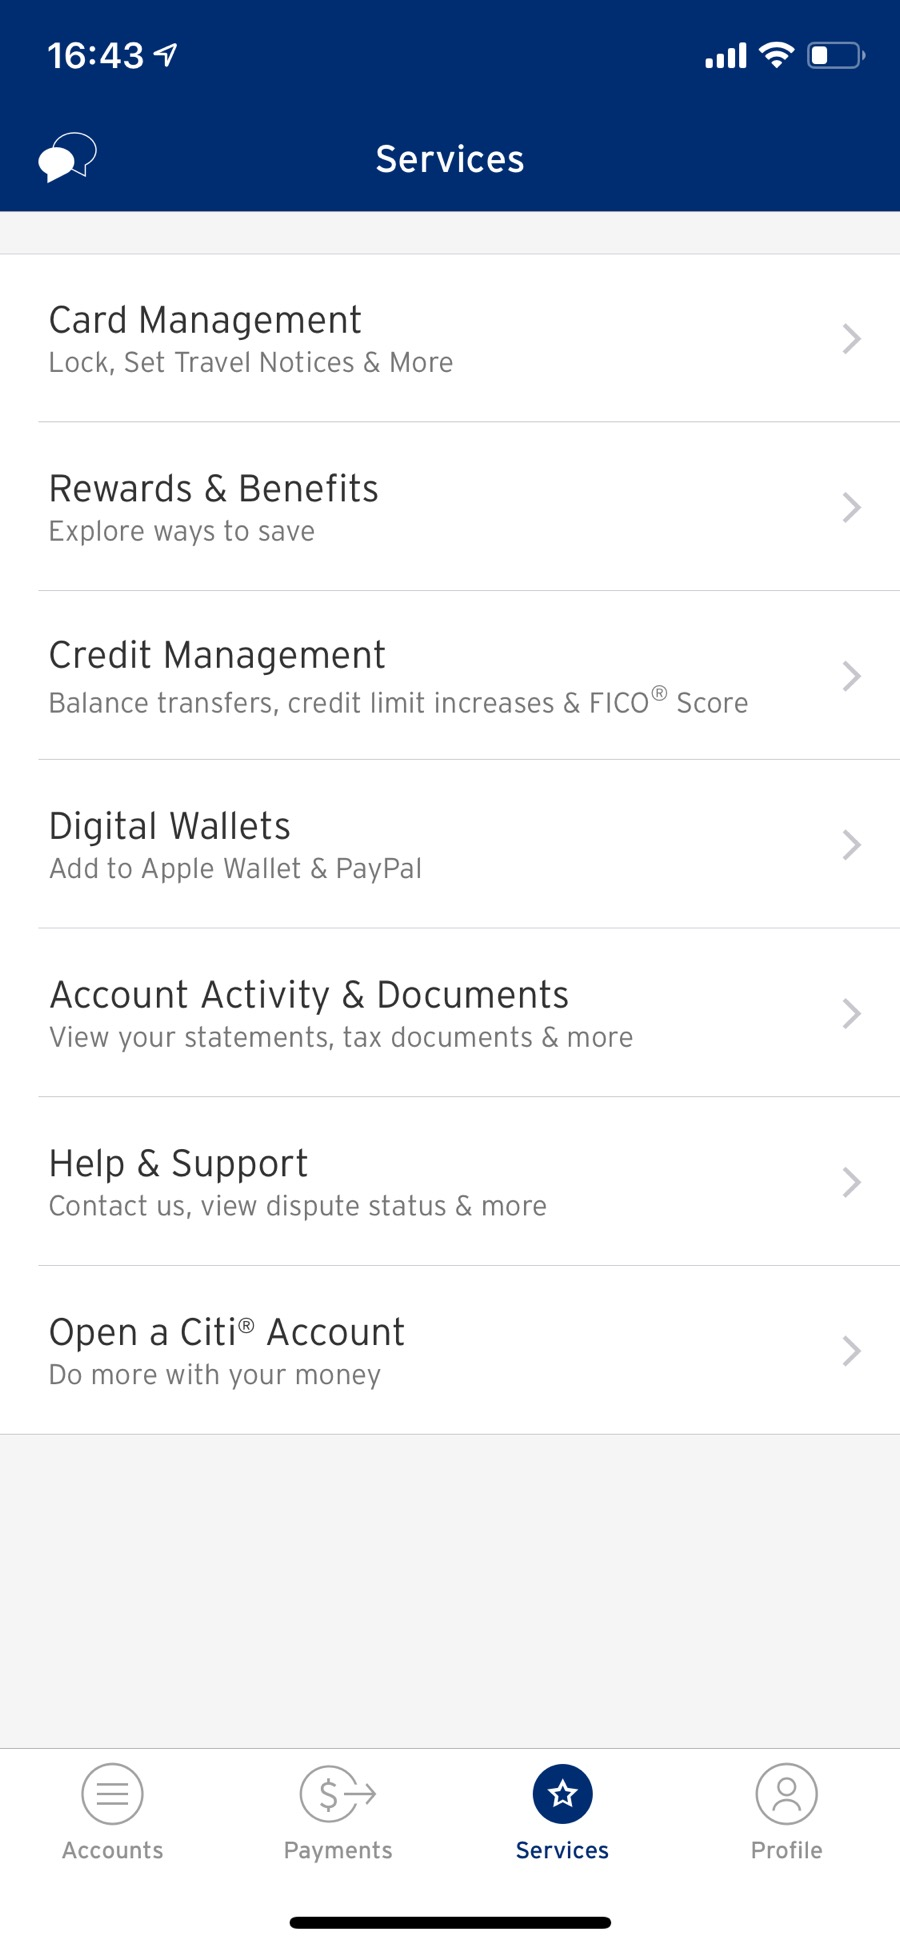 16:43
Services
Card Management
Lock, Set Travel Notices & More
Rewards & Benefits
Explore ways to save
Credit Management
Balance transfers, credit limit increases & FICO® Score
Digital Wallets
Add to Apple Wallet & PayPal
Account Activity & Documents
View your statements, tax documents & more
Help & Support
Contact us, view dispute status & more
Open a Citi® Account
Do more with your money
$
Accounts Payments Services Profile